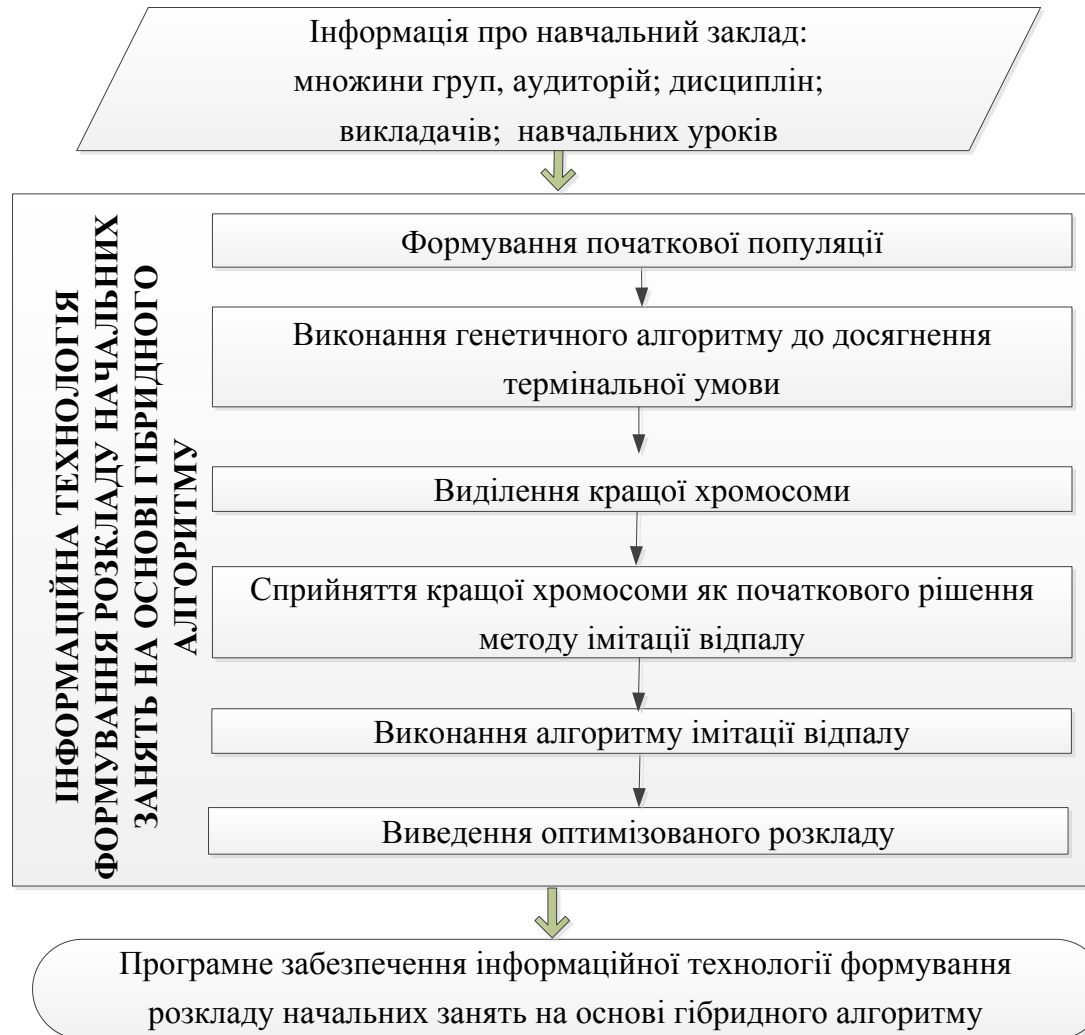 Інформація про навчальний заклад:
множини груп, аудиторій; дисциплін;
викладачів; навчальних уроків
ІНФОРМАЦІЙНА ТЕХНОЛОГІЯ
ФОРМУВАННЯ РОЗКЛАДУ НАЧАЛЬНИХ
ЗАНЯТЬ НА ОСНОВІ ГІБРИДНОГО
АЛГОРИТМУ
Формування початкової популяції
Виконання генетичного алгоритму до досягнення
термінальної умови
Виділення кращої хромосоми
Сприйняття кращої хромосоми як початкового рішення
методу імітації відпалу
Виконання алгоритму імітації відпалу
Виведення оптимізованого розкладу
Програмне забезпечення інформаційної технології формування
розкладу начальних занять на основі гібридного алгоритму